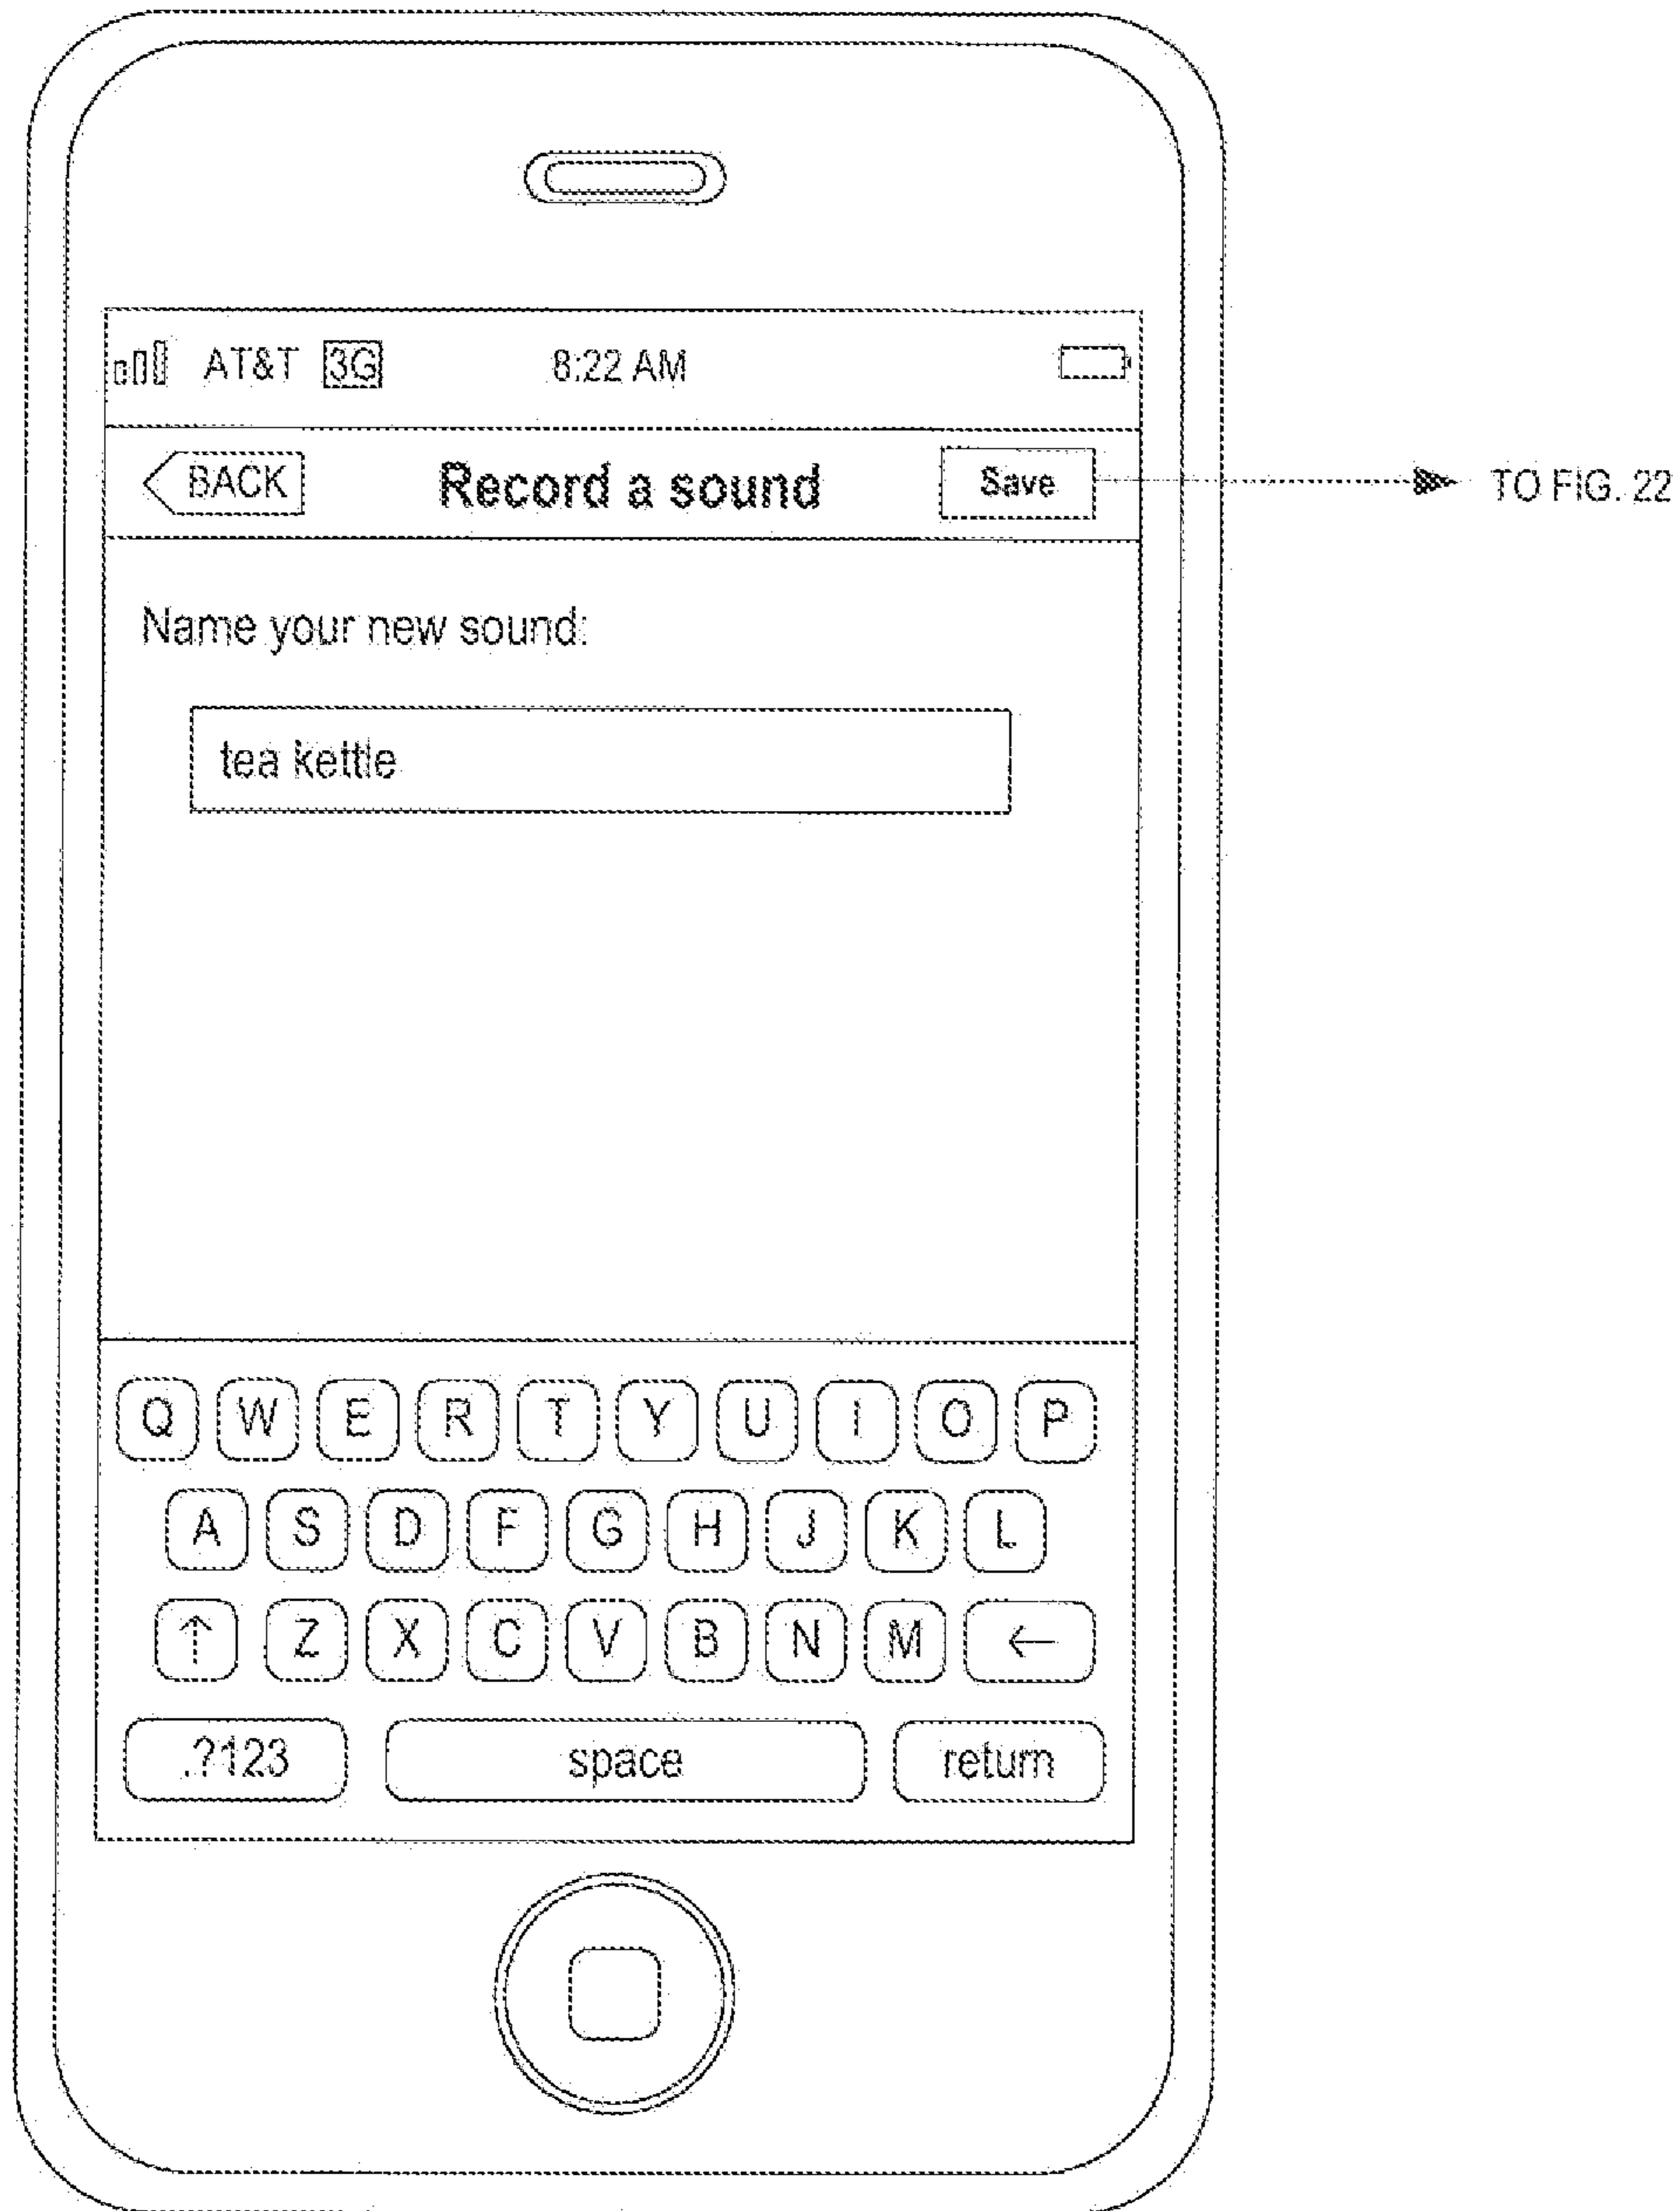 AT&T 3G 8:22 AM
BACK Record a sound Save TO FIG. 22
Name your new sound:
tea kettle
Q W E R T Y U I O P
A S D F G H J K L
↑ Z X C V B N M ←
.?123 space return